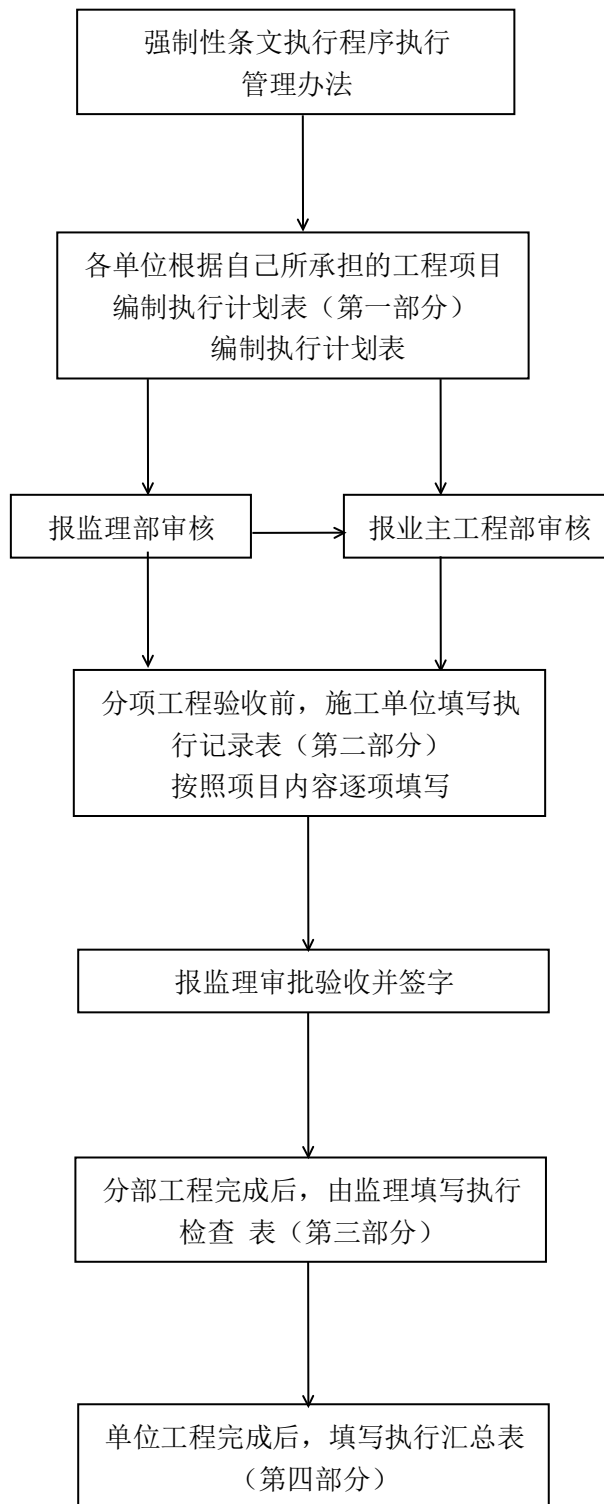 强制性条文执行程序执行
管理办法
各单位根据自己所承担的工程项目
编制执行计划表（第一部分）
编制执行计划表
报监理部审核
报业主工程部审核
分项工程验收前，施工单位填写执
行记录表（第二部分）
按照项目内容逐项填写
报监理审批验收并签字
分部工程完成后，由监理填写执行
检查 表（第三部分）
单位工程完成后，填写执行汇总表
（第四部分）